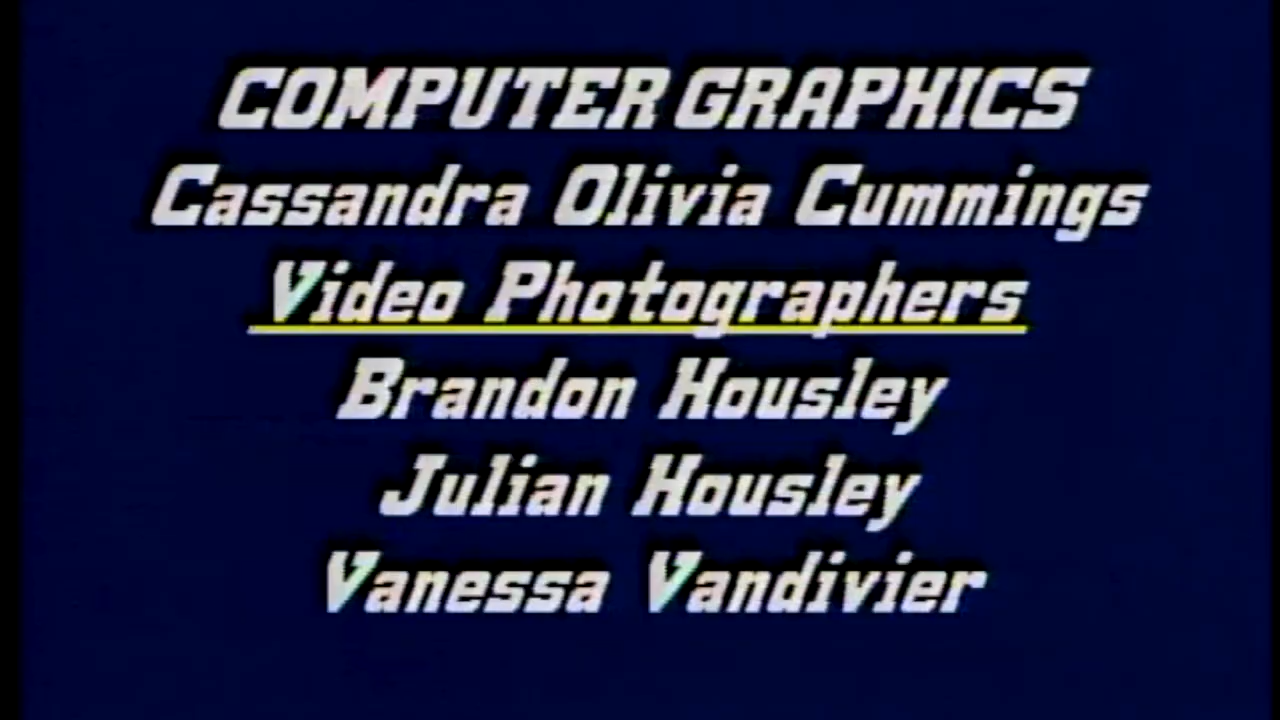 COMPUTER GRAPHICS
Cassandra Olivia Cummings
Video Photographers
Brandon Housley
Julian Housley
Vanessa Vandivier